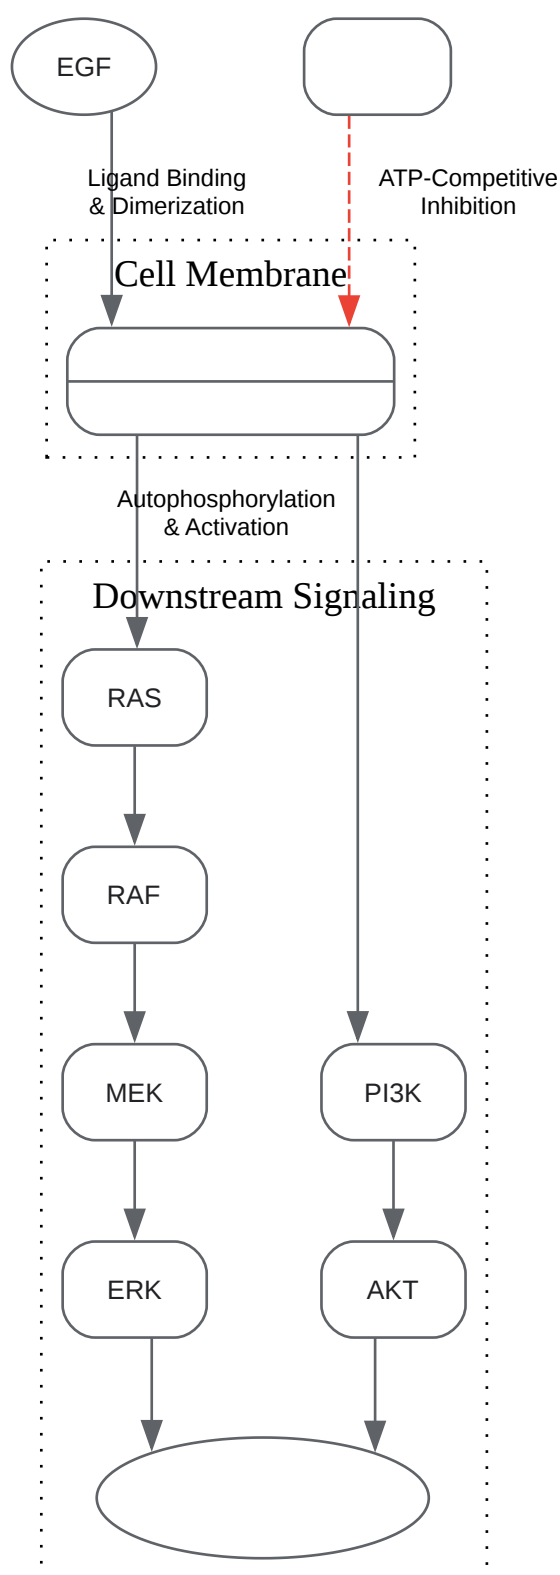 EGF
Ligand Binding
& Dimerization
ATP-Competitive
Inhibition
Cell Membrane
Autophosphorylation
& Activation
Downstream Signaling
RAS
RAF
MEK
PI3K
ERK
AKT